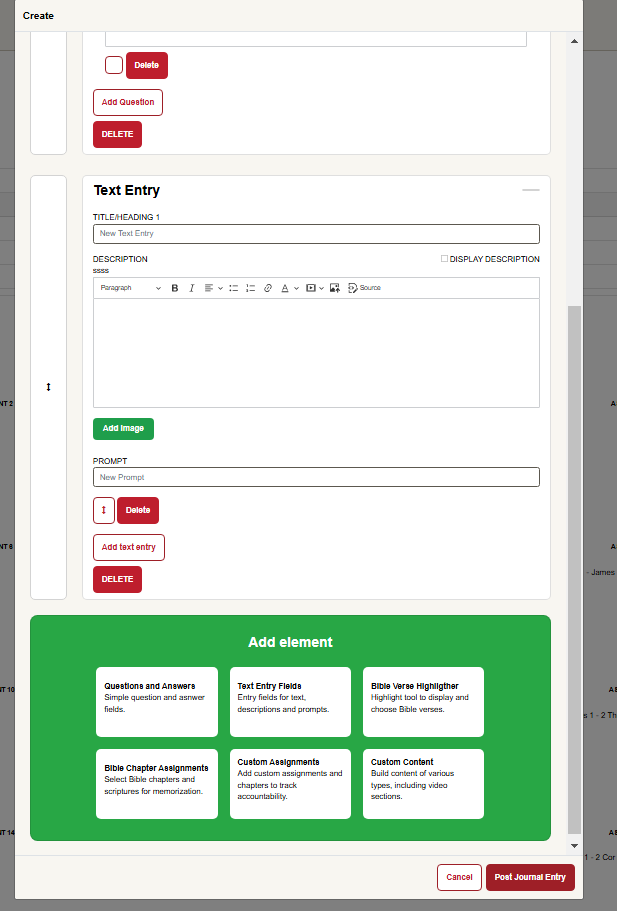 Create
Delete
Add Question
DELETE
Text Entry
TITLE/HEADING 1
New Text Entry
DESCRIPTION
DISPLAY DESCRIPTION
ssss
Paragraph
B I A Source
Add Image
PROMPT
New Prompt
Delete
Add text entry
DELETE
Add element
Questions and Answers
Simple question and asnwer
fields.
Text Entry Fields
Entry fields for text,
descriptions and prompts.
Bible Verse Highligther
Highlight tool to display and
choose Bible verses.
Bible Chapter Assignments
Select Bible chapters and
scriptures for memorization.
Custom Assignments
Add custom assignments and
chapters to track
accountability.
Custom Content
Build content of various
types, including video
sections.
Cancel
Post Journal Entry
NT 2
A
NT 6
A
- James
NT 10
AE
s 1 - 2 Th
NT 14
AE
1 - 2 Cor